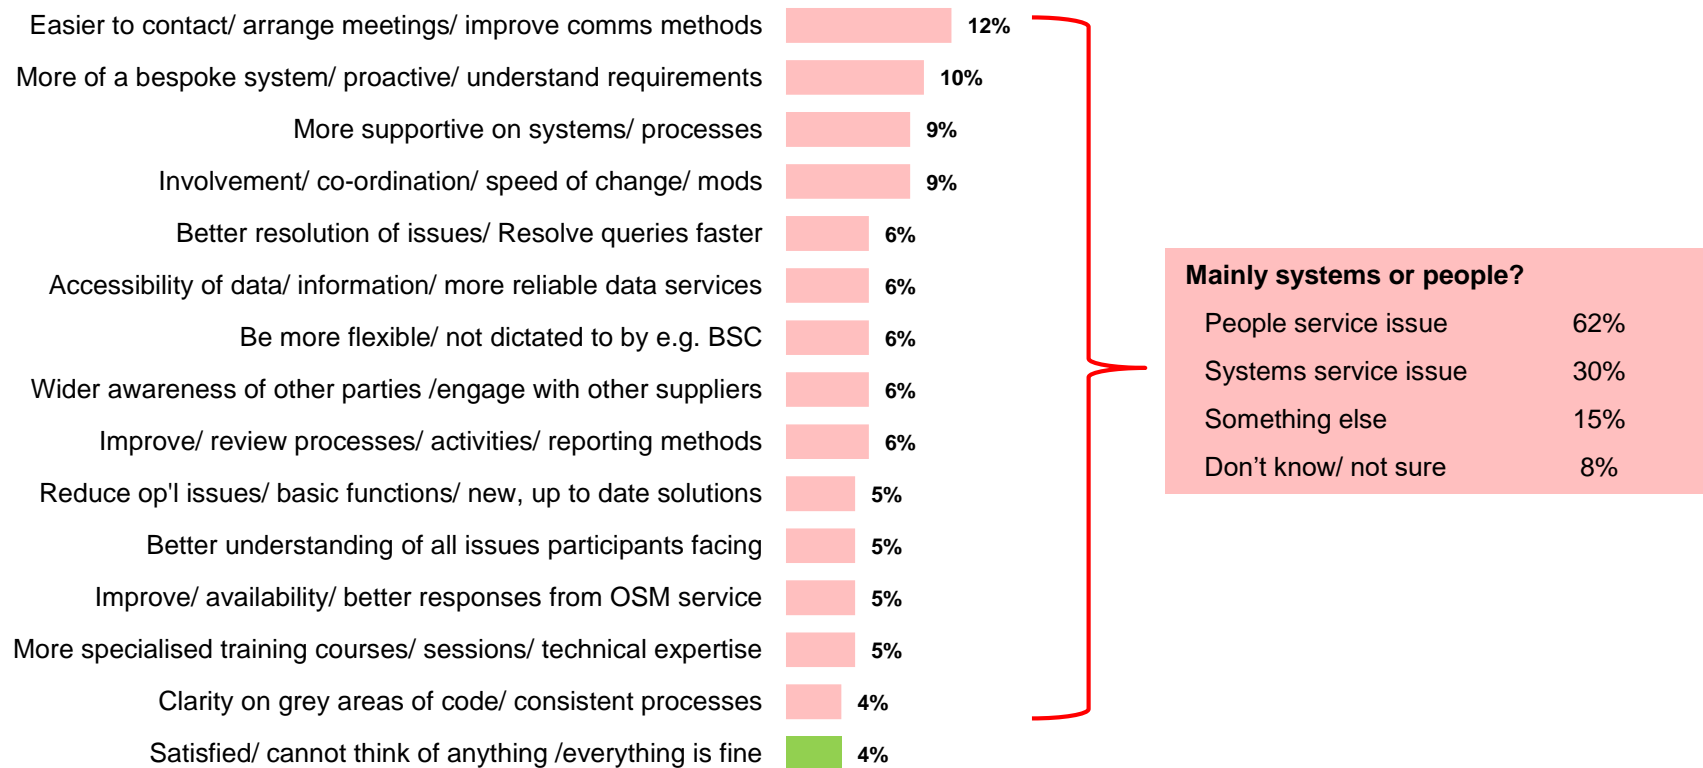 Easier to contact/ arrange meetings/ improve comms methods 12%
More of a bespoke system/ proactive/ understand requirements 10%
More supportive on systems/ processes 9%
Involvement/ co-ordination/ speed of change/ mods 9%
Better resolution of issues/ Resolve queries faster 6%
Accessibility of data/ information/ more reliable data services 6%
Be more flexible/ not dictated to by e.g. BSC 6%
Wider awareness of other parties /engage with other suppliers 6%
Improve/ review processes/ activities/ reporting methods 6%
Reduce op'l issues/ basic functions/ new, up to date solutions 5%
Better understanding of all issues participants facing 5%
Improve/ availability/ better responses from OSM service 5%
More specialised training courses/ sessions/ technical expertise 5%
Clarity on grey areas of code/ consistent processes 4%
Satisfied/ cannot think of anything /everything is fine 4%
Mainly systems or people?
People service issue 62%
Systems service issue 30%
Something else 15%
Don’t know/ not sure 8%